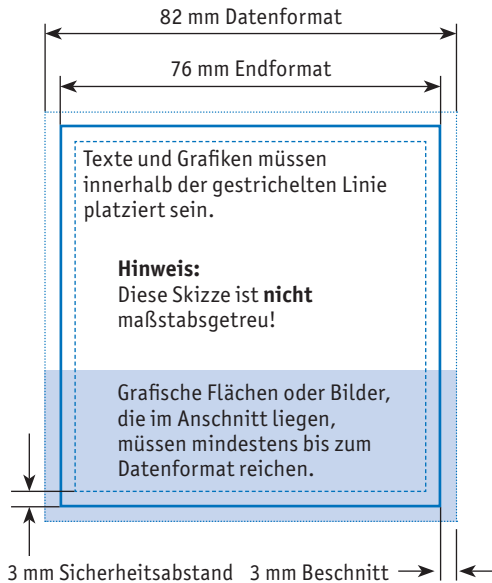 82 mm Datenformat
76 mm Endformat
Texte und Grafiken müssen
innerhalb der gestrichelten Linie
platziert sein.
Hinweis:
Diese Skizze ist nicht
maßstabsgetreu!
Grafische Flächen oder Bilder,
die im Anschnitt liegen,
müssen mindestens bis zum
Datenformat reichen.
3 mm Sicherheitsabstand
3 mm Beschnitt